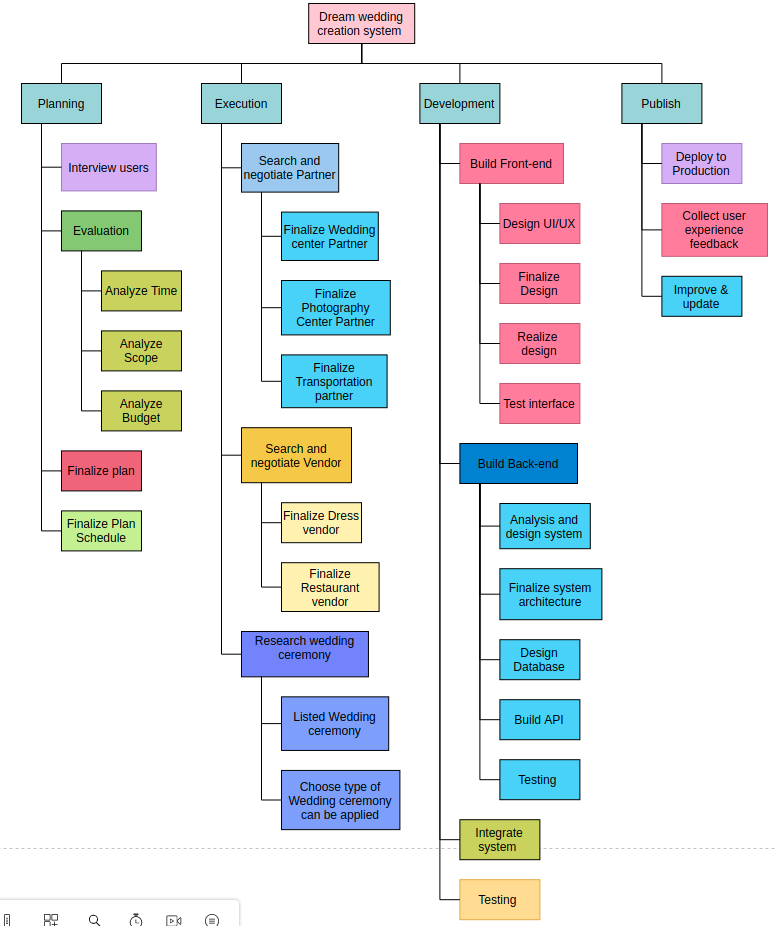 Dream wedding
creation system
Planning
Execution
Development
Publish
Interview users
Evaluation
Analyze Time
Analyze
Scope
Analyze
Budget
Finalize plan
Finalize Plan
Schedule
Search and
negotiate Partner
Finalize Wedding
center Partner
Finalize
Photography
Center Partner
Finalize
Transportation
partner
Search and
negotiate Vendor
Finalize Dress
vendor
Finalize
Restaurant
vendor
Research wedding
ceremony
Listed Wedding
ceremony
Choose type of
Wedding ceremony
can be applied
Build Front-end
Design UI/UX
Finalize
Design
Realize
design
Test interface
Build Back-end
Analysis and
design system
Finalize system
architecture
Design
Database
Build API
Testing
Integrate
system
Testing
Deploy to
Production
Collect user
experience
feedback
Improve &
update